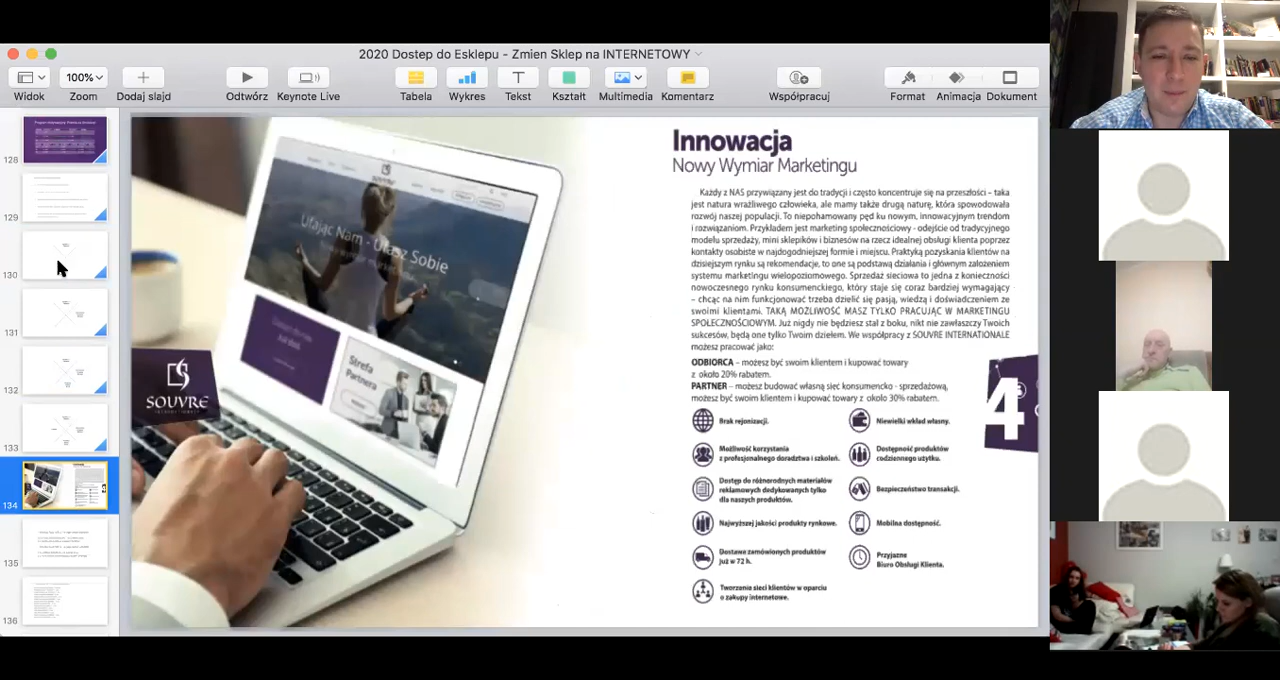 2020 Dostep do Esklepu - Zmien Sklep na INTERNETOWY
100%
Widok
Zoom
Dodaj slajd
Odtwórz
Keynote Live
Tabela
Wykres
Tekst
Kształt
Multimedia
Komentarz
Współpracuj
Format
Animacja
Dokument
128
129
130
131
132
133
134
135
136
Ufając Nam - Ufasz Sobie
Strefa
Partnera
SOUVRE
INTERNATIONALE
Innowacja
Nowy Wymiar Marketingu
Każdy z NAS przywiązany jest do tradycji i często koncentruje się na przeszłości – taka
jest natura wrażliwego człowieka, ale mamy także drugą naturę, która spowodowała
rozwój naszej populacji. To niepohamowany pęd ku nowym, innowacyjnym trendom
i rozwiązaniom. Przykładem jest marketing społecznościowy - odejście od tradycyjnego
modelu sprzedaży, mini sklepików i biznesów na rzecz idealnej obsługi klienta poprzez
kontakty osobiste w najdogodniejszej formie i miejscu. Praktyką pozyskania klientów na
dzisiejszym rynku są rekomendacje, to one są podstawą działania i głównym założeniem
systemu marketingu wielopoziomowego. Sprzedaż sieciowa to jedna z konieczności
nowoczesnego rynku konsumenckiego, który staje się coraz bardziej wymagający
– chcąc na nim funkcjonować trzeba dzielić się pasją, wiedzą i doświadczeniem ze
swoimi klientami. TAKĄ MOŻLIWOŚĆ MASZ TYLKO PRACUJĄC W MARKETINGU
SPOŁECZNOŚCIOWYM. Już nigdy nie będziesz stał z boku, nikt nie zawłaszczy Twoich
sukcesów, będą one tylko Twoim dziełem. We współpracy z SOUVRE INTERNATIONALE
możesz pracować jako:
ODBIORCA – możesz być swoim klientem i kupować towary
z około 20% rabatem.
PARTNER – możesz budować własną sieć konsumencko - sprzedażową,
możesz być swoim klientem i kupować towary z około 30% rabatem.
Brak rejonizacji.
Niewielki wkład własny.
Możliwość korzystania
z profesjonalnego doradztwa i szkoleń.
Dostępność produktów
codziennego użytku.
Dostęp do różnorodnych materiałów
reklamowych dedykowanych tylko
dla naszych produktów.
Bezpieczeństwo transakcji.
Najwyższej jakości produkty rynkowe.
Mobilna dostępność.
Dostawa zamówionych produktów
już w 72 h.
Przyjazne
Biuro Obsługi Klienta.
Tworzenie sieci klientów w oparciu
o zakupy internetowe.
4